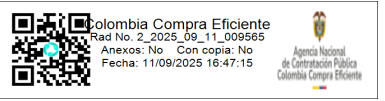 Colombia Compra Eficiente
Rad No. 2_2025_09_11_009565
Anexos: No Con copia: No
Fecha: 11/09/2025 16:47:15
Agencia Nacional
de Contratación Pública
Colombia Compra Eficiente